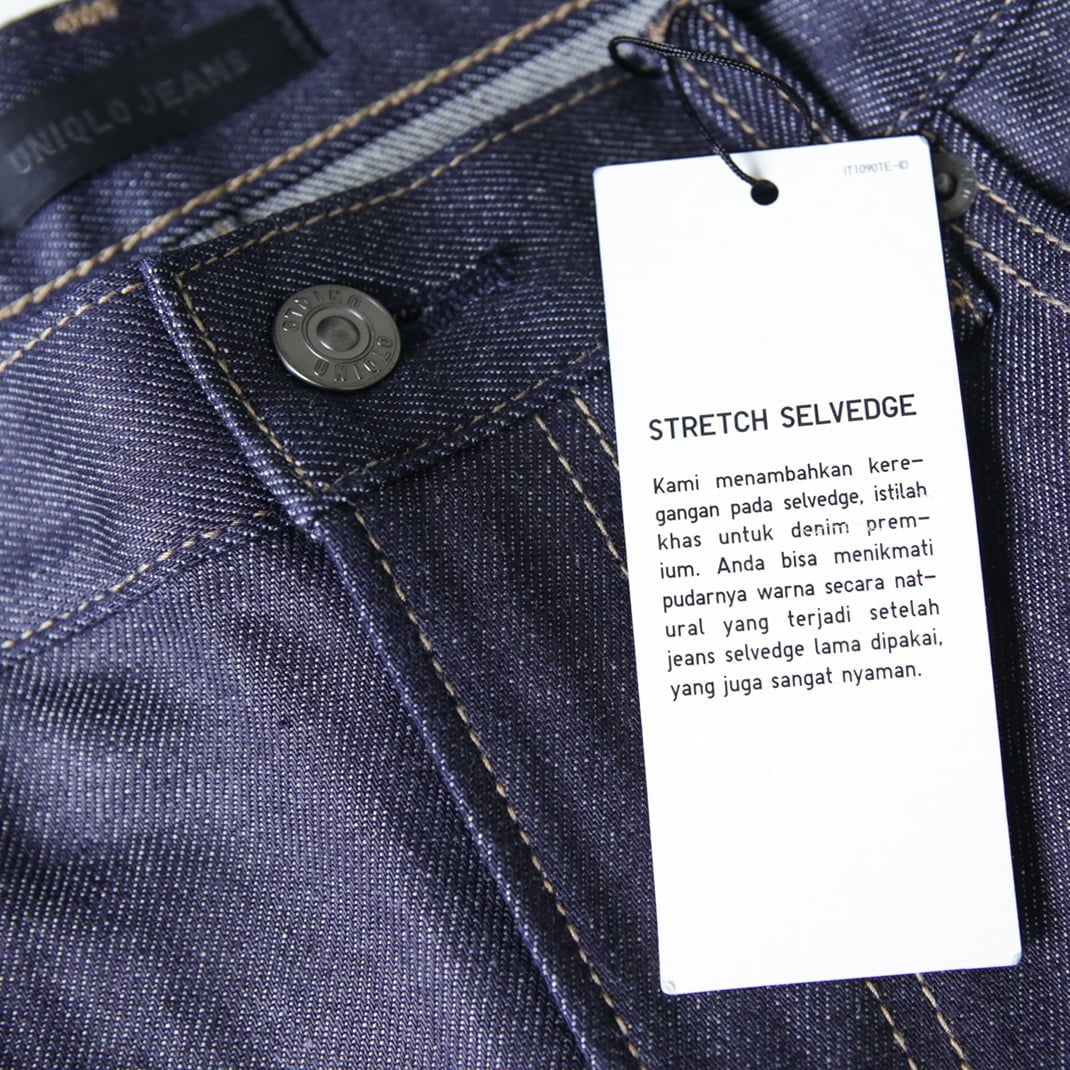 UNIQLO JEANS
UNIQLO UNIQLO
IT1090TE-ID
STRETCH SELVEDGE
Kami menambahkan kere-
gangan pada selvedge, istilah
khas untuk denim prem-
ium. Anda bisa menikmati
pudarnya warna secara nat-
ural yang terjadi setelah
jeans selvedge lama dipakai,
yang juga sangat nyaman.